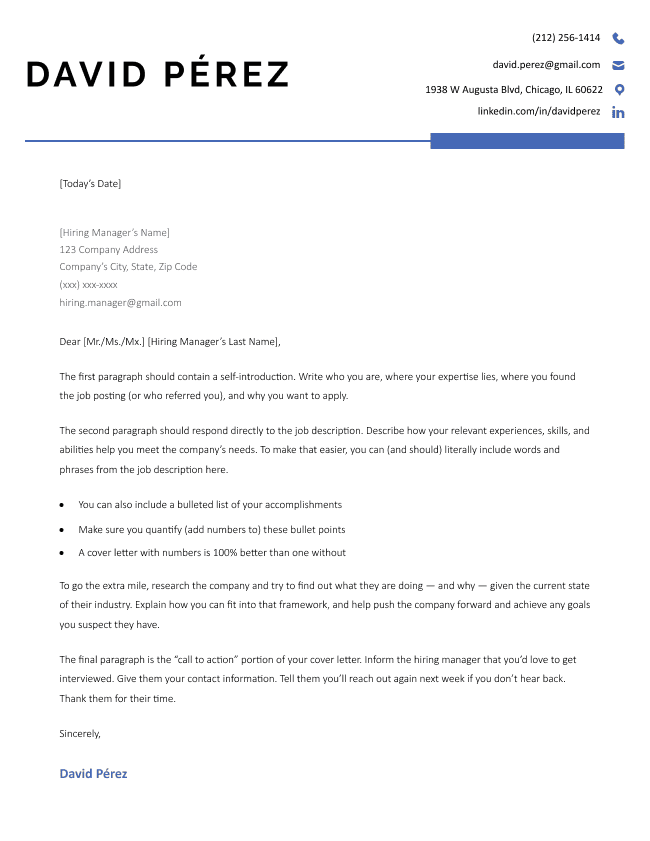 DAVID PÉREZ
(212) 256-1414
david.perez@gmail.com
1938 W Augusta Blvd, Chicago, IL 60622
linkedin.com/in/davidperez
[Today’s Date]
[Hiring Manager’s Name]
123 Company Address
Company’s City, State, Zip Code
(xxx) xxx-xxxx
hiring.manager@gmail.com
Dear [Mr./Ms./Mx.] [Hiring Manager’s Last Name],
The first paragraph should contain a self-introduction. Write who you are, where your expertise lies, where you found
the job posting (or who referred you), and why you want to apply.
The second paragraph should respond directly to the job description. Describe how your relevant experiences, skills, and
abilities help you meet the company’s needs. To make that easier, you can (and should) literally include words and
phrases from the job description here.
• You can also include a bulleted list of your accomplishments
• Make sure you quantify (add numbers to) these bullet points
• A cover letter with numbers is 100% better than one without
To go the extra mile, research the company and try to find out what they are doing — and why — given the current state
of their industry. Explain how you can fit into that framework, and help push the company forward and achieve any goals
you suspect they have.
The final paragraph is the “call to action” portion of your cover letter. Inform the hiring manager that you’d love to get
interviewed. Give them your contact information. Tell them you’ll reach out again next week if you don’t hear back.
Thank them for their time.
Sincerely,
David Pérez